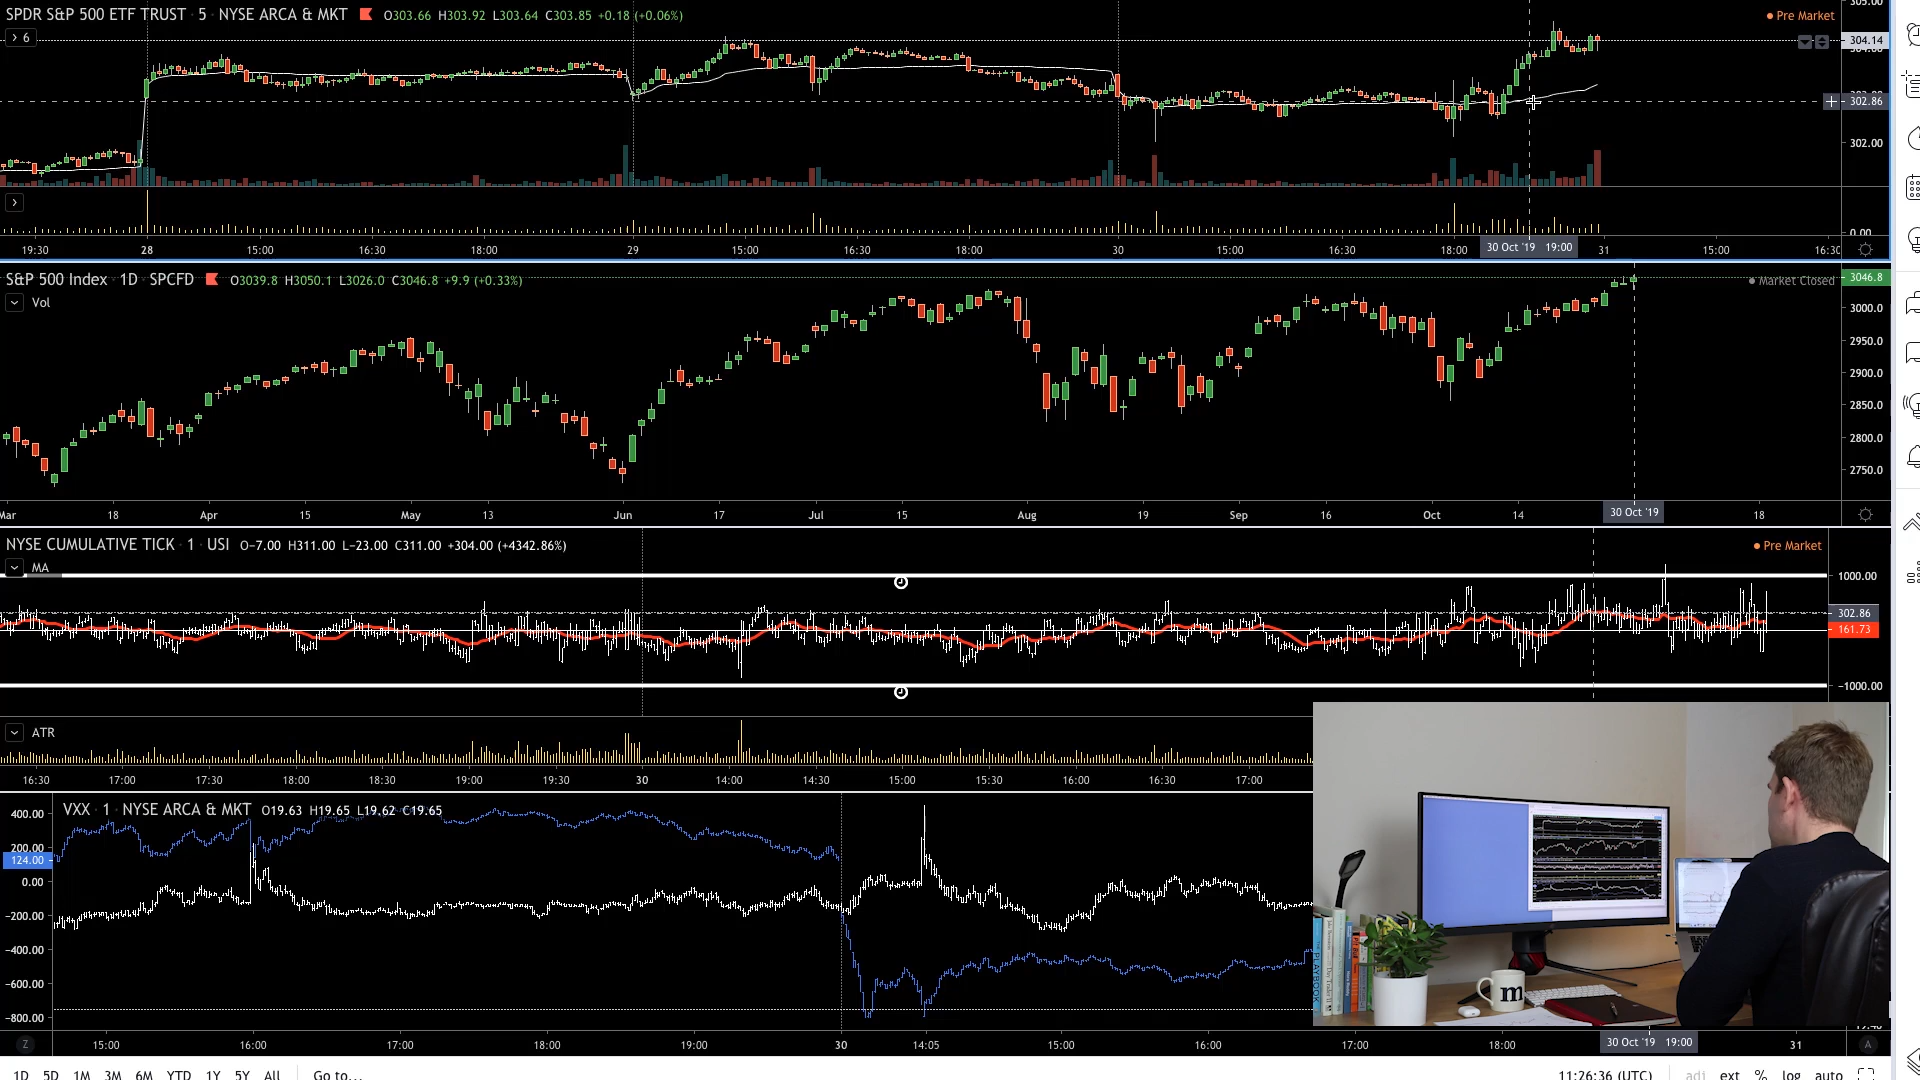 SPDR S&P 500 ETF TRUST · 5 · NYSE ARCA & MKT O303.66 H303.92 L303.64 C303.85 +0.18 (+0.06%)
Pre Market
305.00
6
304.14
302.86
302.00
0.00
19:30 28 15:00 16:30 18:00 29 15:00 16:30 18:00 30 15:00 16:30 18:00 30 Oct '19 19:00 31 15:00 16:30
S&P 500 Index · 1D · SPCFD O3039.8 H3050.1 L3026.0 C3046.8 +9.9 (+0.33%)
Market Closed
3046.8
Vol
3000.0
2950.0
2900.0
2850.0
2800.0
2750.0
Mar 18 Apr 15 May 13 Jun 17 Jul 15 Aug 19 Sep 16 Oct 14 30 Oct '19 18
NYSE CUMULATIVE TICK · 1 · USI O-7.00 H311.00 L-23.00 C311.00 +304.00 (+4342.86%)
Pre Market
MA
1000.00
302.86
161.73
-1000.00
ATR
16:30 17:00 17:30 18:00 18:30 19:00 19:30 30 14:00 14:30 15:00 15:30 16:00 16:30 17:00
VXX · 1 · NYSE ARCA & MKT O19.63 H19.65 L19.62 C19.65
400.00
200.00
124.00
0.00
-200.00
-400.00
-600.00
-800.00
PLAYBOOK
m
Z 15:00 16:00 17:00 18:00 19:00 30 14:05 15:00 16:00 17:00 18:00 30 Oct '19 19:00 31 A
1D 5D 1M 3M 6M YTD 1Y 5Y All Go to... 11:26:36 (UTC) adj ext % log auto